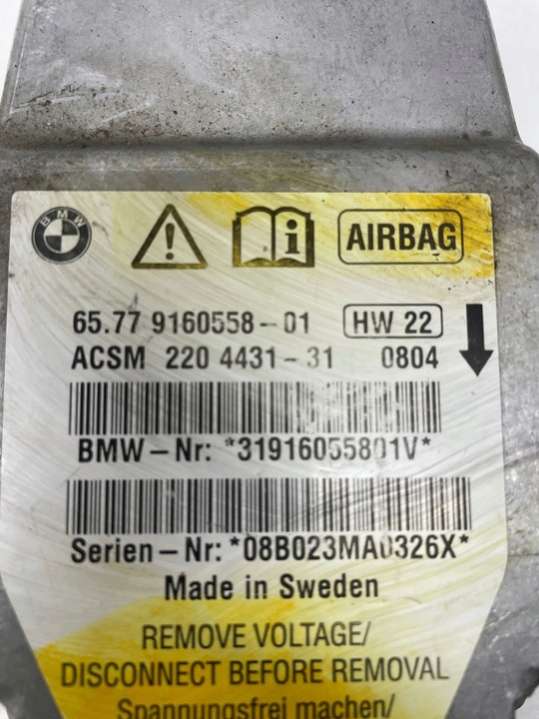 BMW
AIRBAG
65.77 9160558-01 HW 22
ACSM 220 4431-31 0804
BMW-Nr: *31916055801V*
Serien-Nr: *08B023MA0326X*
Made in Sweden
REMOVE VOLTAGE/
DISCONNECT BEFORE REMOVAL
Spannungsfrei machen/